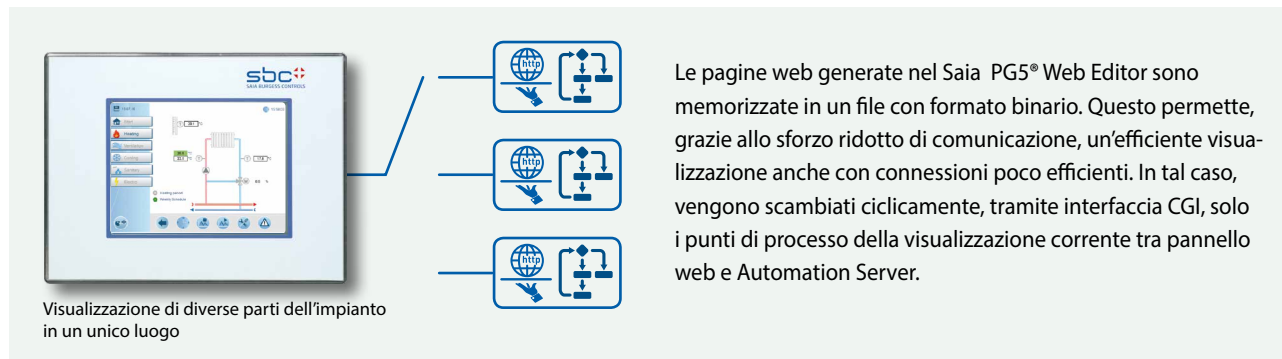 sbc
SAIA BURGESS CONTROLS
Heating
http
http
http
Visualizzazione di diverse parti dell'impianto
in un unico luogo
Le pagine web generate nel Saia PG5® Web Editor sono
memorizzate in un file con formato binario. Questo permette,
grazie allo sforzo ridotto di comunicazione, un'efficiente visua-
lizzazione anche con connessioni poco efficienti. In tal caso,
vengono scambiati ciclicamente, tramite interfaccia CGI, solo
i punti di processo della visualizzazione corrente tra pannello
web e Automation Server.